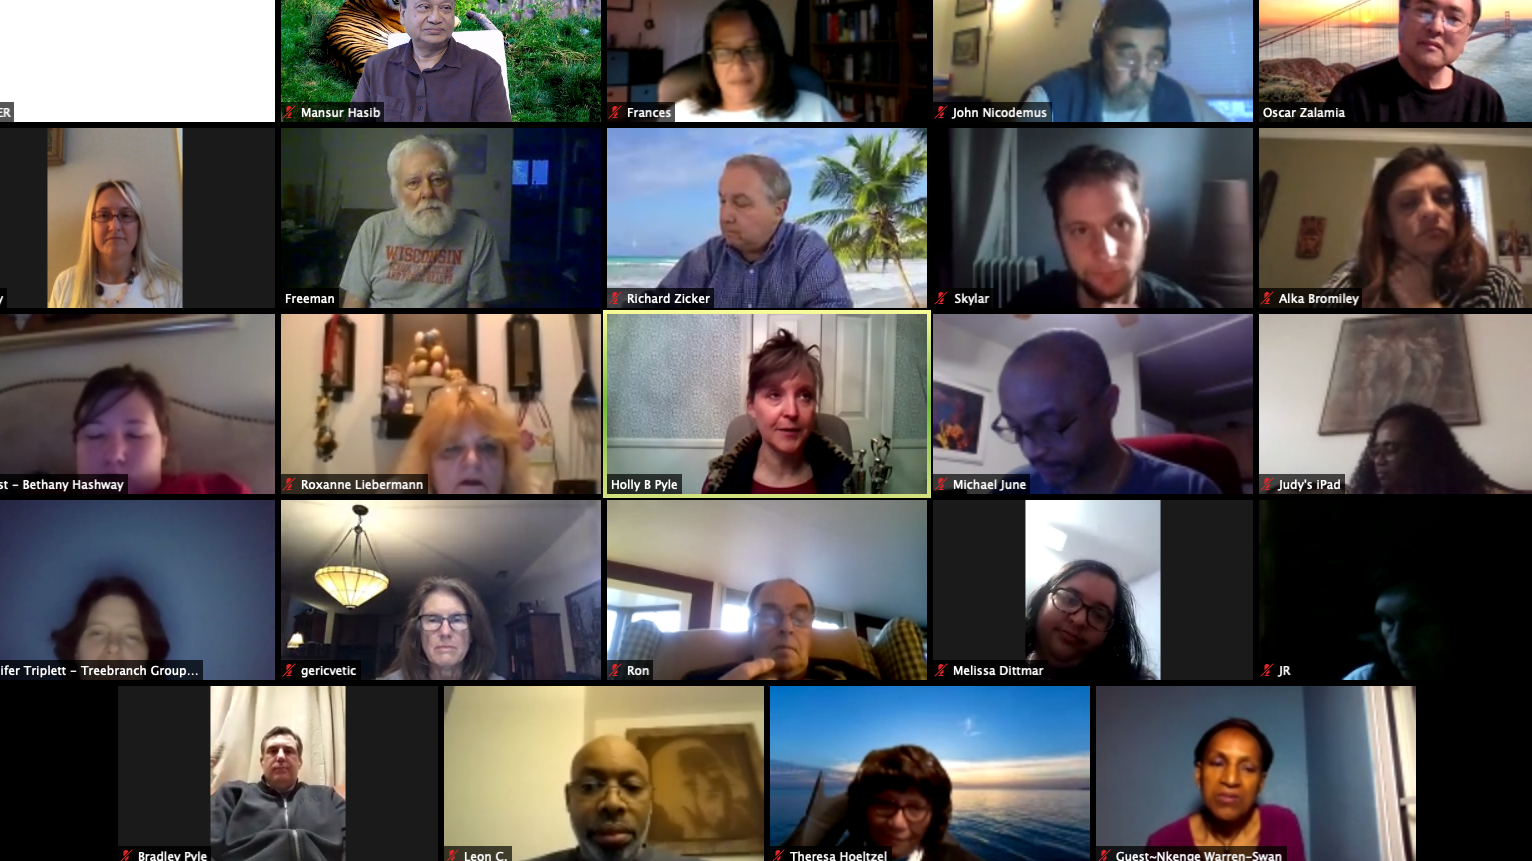 ER
Mansur Hasib
Frances
John Nicodemus
Oscar Zalamia
y
Freeman
WISCONSIN
Richard Zicker
Skylar
Alka Bromiley
st - Bethany Hashway
Roxanne Liebermann
Holly B Pyle
Michael June
Judy's iPad
ifer Triplett - Treebranch Group...
gericvetic
Ron
Melissa Dittmar
JR
Bradley Pyle
Leon C.
Theresa Hoeltzel
Guest~Nkenge Warren-Swan